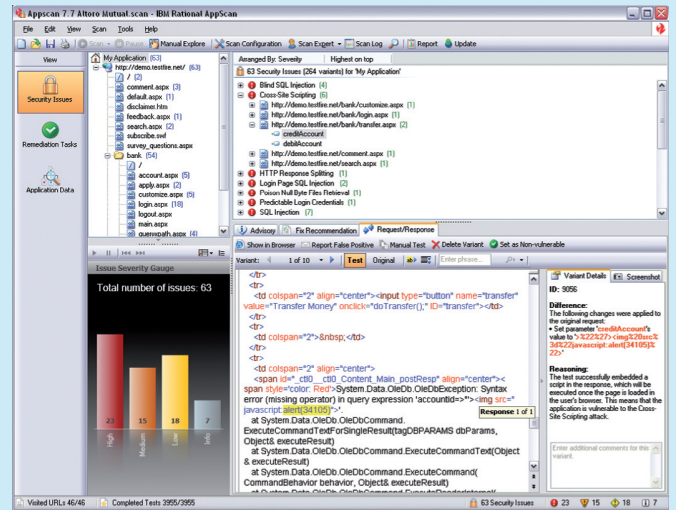 Appscan 7.7 Altoro Mutual.scan - IBM Rational AppScan
File Edit View Scan Tools Help
Scan Pause Manual Explore Scan Configuration Scan Expert Scan Log Report Update
View
Security Issues
Remediation Tasks
Application Data
My Application (63)
http://demo.testfire.net/ (63)
/ (2)
comment.aspx (3)
default.aspx (1)
disclaimer.htm
feedback.aspx (1)
search.aspx (2)
subscribe.swf
survey_questions.aspx
bank (54)
/
account.aspx (5)
apply.aspx (2)
customize.aspx (5)
login.aspx (18)
logout.aspx
main.aspx
queryxpath.aspx (4)
Arranged By: Severity Highest on top
63 Security Issues (264 variants) for 'My Application'
Blind SQL Injection (4)
Cross-Site Scripting (6)
http://demo.testfire.net/bank/customize.aspx (1)
http://demo.testfire.net/bank/login.aspx (1)
http://demo.testfire.net/bank/transfer.aspx (2)
creditAccount
debitAccount
http://demo.testfire.net/comment.aspx (1)
http://demo.testfire.net/search.aspx (1)
HTTP Response Splitting (1)
Login Page SQL Injection (2)
Poison Null Byte Files Retrieval (1)
Predictable Login Credentials (1)
SQL Injection (7)
Issue Severity Gauge
Total number of issues: 63
23 15 18 7
High Medium Low Info
Advisory Fix Recommendation Request/Response
Show in Browser Report False Positive Manual Test Delete Variant Set as Non-vulnerable
Variant: 1 of 10 Test Original ab Enter phrase...
</tr>
<tr>
<td colspan="2" align="center"><input type="button" name="transfer"
value="Transfer Money" onclick="doTransfer();" ID="transfer"></td>
</tr>
<tr>
<td colspan="2">&nbsp;</td>
</tr>
<tr>
<td colspan="2" align="center">
<span id="_ctl0__ctl0_Content_Main_postResp" align="center"><
span style='color: Red'>System.Data.OleDb.OleDbException: Syntax
error (missing operator) in query expression 'accountid=>"'><img src="
javascript:alert(34105)">'.
Response 1 of 1
at System.Data.OleDb.OleDbCommand.
ExecuteCommandTextForSingleResult(tagDBPARAMS dbParams,
Object& executeResult)
at System.Data.OleDb.OleDbCommand.ExecuteCommandText(Object
& executeResult)
at System.Data.OleDb.OleDbCommand.ExecuteCommand(
CommandBehavior behavior, Object& executeResult)
Variant Details Screenshot
ID: 9056
Difference:
The following changes were applied to
the original request:
• Set parameter 'creditAccount's
value to '>%22%27><img%20src%
3d%22javascript:alert(34105)%
22>'
Reasoning:
The test successfully embedded a
script in the response, which will be
executed once the page is loaded in
the user's browser. This means that the
application is vulnerable to the Cross-
Site Scripting attack.
Enter additional comments for this
variant.
Visited URLs 46/46 Completed Tests 3955/3955 63 Security Issues 23 15 18 7